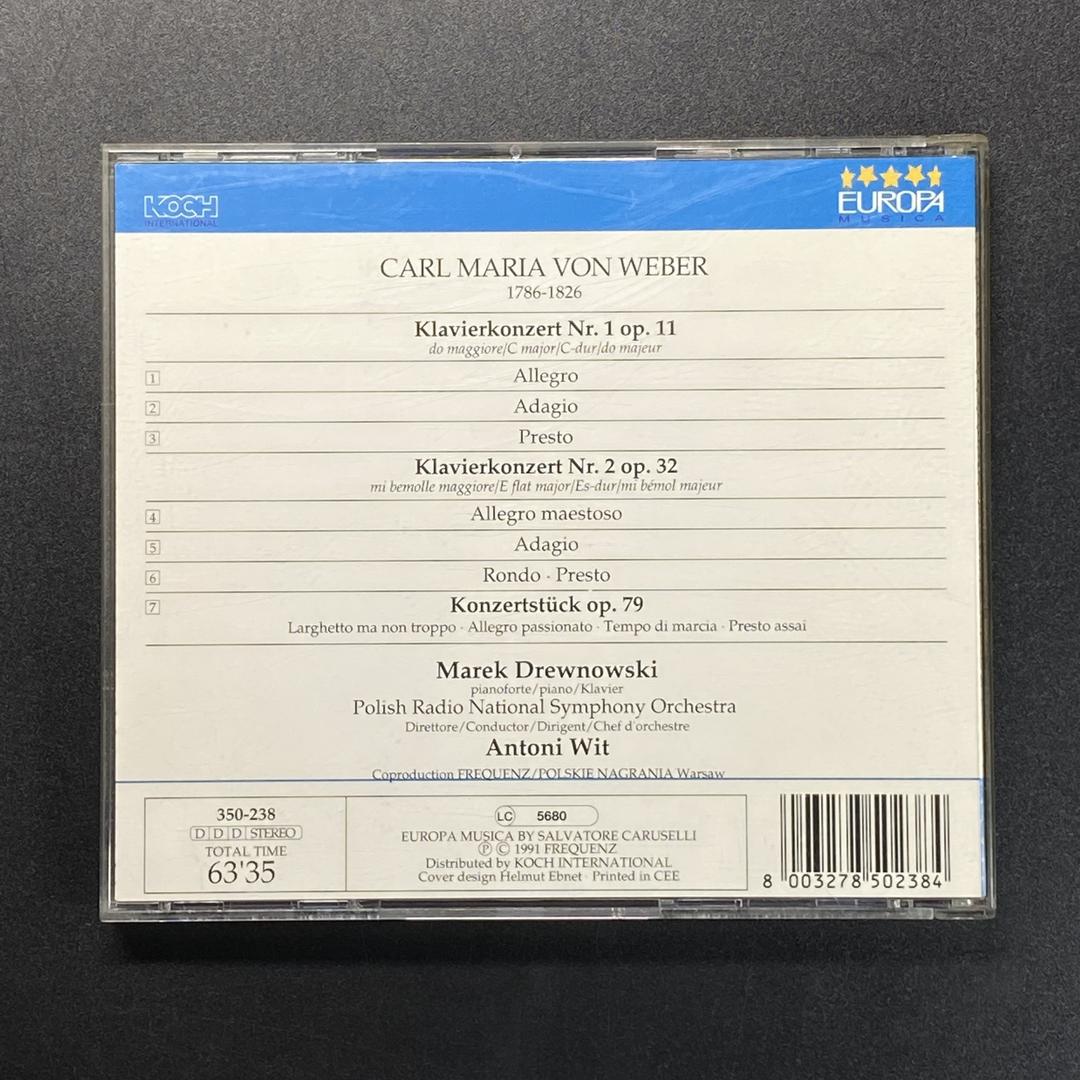 KOCH
INTERNATIONAL
EUROPA
MUSICA
CARL MARIA VON WEBER
1786-1826
Klavierkonzert Nr. 1 op. 11
do maggiore/C major/C-dur/do majeur
1 Allegro
2 Adagio
3 Presto
Klavierkonzert Nr. 2 op. 32
mi bemolle maggiore/E flat major/Es-dur/mi bémol majeur
4 Allegro maestoso
5 Adagio
6 Rondo · Presto
7 Konzertstück op. 79
Larghetto ma non troppo · Allegro passionato · Tempo di marcia · Presto assai
Marek Drewnowski
pianoforte/piano/Klavier
Polish Radio National Symphony Orchestra
Direttore/Conductor/Dirigent/Chef d'orchestre
Antoni Wit
Coproduction FREQUENZ/POLSKIE NAGRANIA Warsaw
350-238
D D D STEREO
TOTAL TIME
63'35
LC 5680
EUROPA MUSICA BY SALVATORE CARUSELLI
Ⓟ © 1991 FREQUENZ
Distributed by KOCH INTERNATIONAL
Cover design Helmut Ebnet · Printed in CEE
8 003278 502384